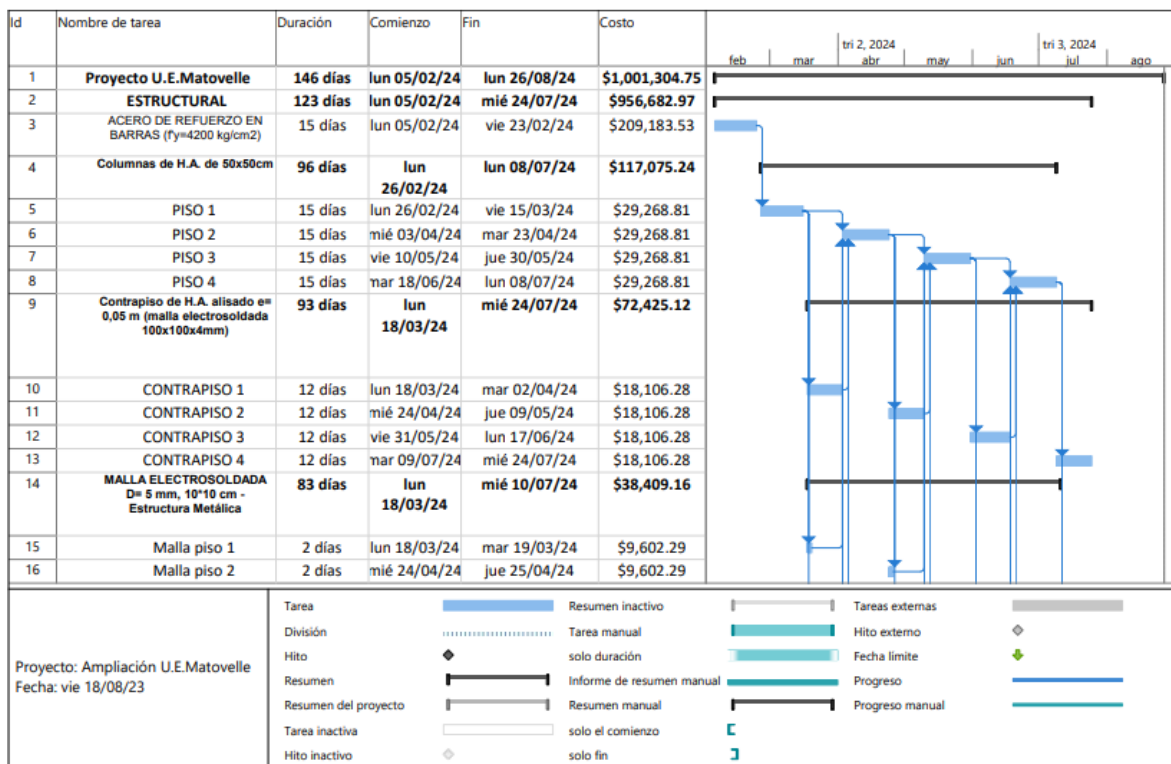 Id Nombre de tarea Duración Comienzo Fin Costo
tri 2, 2024 tri 3, 2024
feb mar abr may jun jul ago
1 Proyecto U.E.Matovelle 146 días lun 05/02/24 lun 26/08/24 $1,001,304.75
2 ESTRUCTURAL 123 días lun 05/02/24 mié 24/07/24 $956,682.97
3 ACERO DE REFUERZO EN 15 días lun 05/02/24 vie 23/02/24 $209,183.53
BARRAS (f'y=4200 kg/cm2)
4 Columnas de H.A. de 50x50cm 96 días lun lun 08/07/24 $117,075.24
26/02/24
5 PISO 1 15 días lun 26/02/24 vie 15/03/24 $29,268.81
6 PISO 2 15 días mié 03/04/24 mar 23/04/24 $29,268.81
7 PISO 3 15 días vie 10/05/24 jue 30/05/24 $29,268.81
8 PISO 4 15 días mar 18/06/24 lun 08/07/24 $29,268.81
9 Contrapiso de H.A. alisado e= 93 días lun mié 24/07/24 $72,425.12
0,05 m (malla electrosoldada 18/03/24
100x100x4mm)
10 CONTRAPISO 1 12 días lun 18/03/24 mar 02/04/24 $18,106.28
11 CONTRAPISO 2 12 días mié 24/04/24 jue 09/05/24 $18,106.28
12 CONTRAPISO 3 12 días vie 31/05/24 lun 17/06/24 $18,106.28
13 CONTRAPISO 4 12 días mar 09/07/24 mié 24/07/24 $18,106.28
14 MALLA ELECTROSOLDADA 83 días lun mié 10/07/24 $38,409.16
D= 5 mm, 10*10 cm - 18/03/24
Estructura Metálica
15 Malla piso 1 2 días lun 18/03/24 mar 19/03/24 $9,602.29
16 Malla piso 2 2 días mié 24/04/24 jue 25/04/24 $9,602.29
Proyecto: Ampliación U.E.Matovelle
Fecha: vie 18/08/23
Tarea Resumen inactivo Tareas externas
División Tarea manual Hito externo
Hito solo duración Fecha límite
Resumen Informe de resumen manual Progreso
Resumen del proyecto Resumen manual Progreso manual
Tarea inactiva solo el comienzo
Hito inactivo solo fin